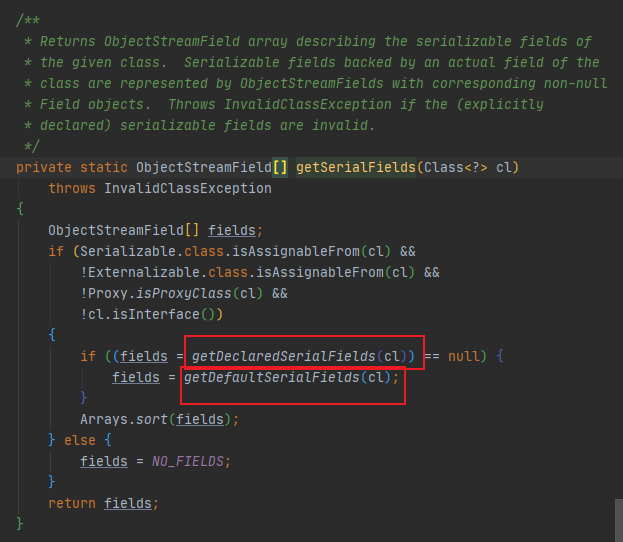 /**
 * Returns ObjectStreamField array describing the serializable fields of
 * the given class.  Serializable fields backed by an actual field of the
 * class are represented by ObjectStreamFields with corresponding non-null
 * Field objects.  Throws InvalidClassException if the (explicitly
 * declared) serializable fields are invalid.
 */
private static ObjectStreamField[] getSerialFields(Class<?> cl)
    throws InvalidClassException
{
    ObjectStreamField[] fields;
    if (Serializable.class.isAssignableFrom(cl) &&
        !Externalizable.class.isAssignableFrom(cl) &&
        !Proxy.isProxyClass(cl) &&
        !cl.isInterface())
    {
        if ((fields = getDeclaredSerialFields(cl)) == null) {
            fields = getDefaultSerialFields(cl);
        }
        Arrays.sort(fields);
    } else {
        fields = NO_FIELDS;
    }
    return fields;
}